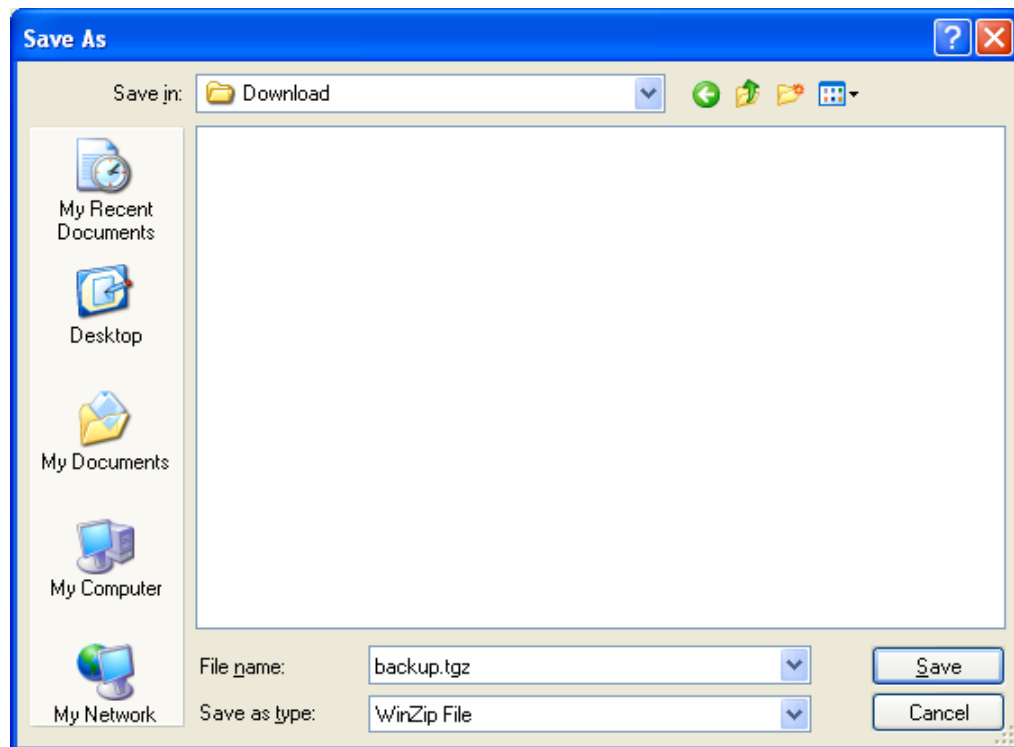 Save As
Save in:
Download
My Recent
Documents
Desktop
My Documents
My Computer
My Network
File name:
backup.tgz
Save
Save as type:
WinZip File
Cancel